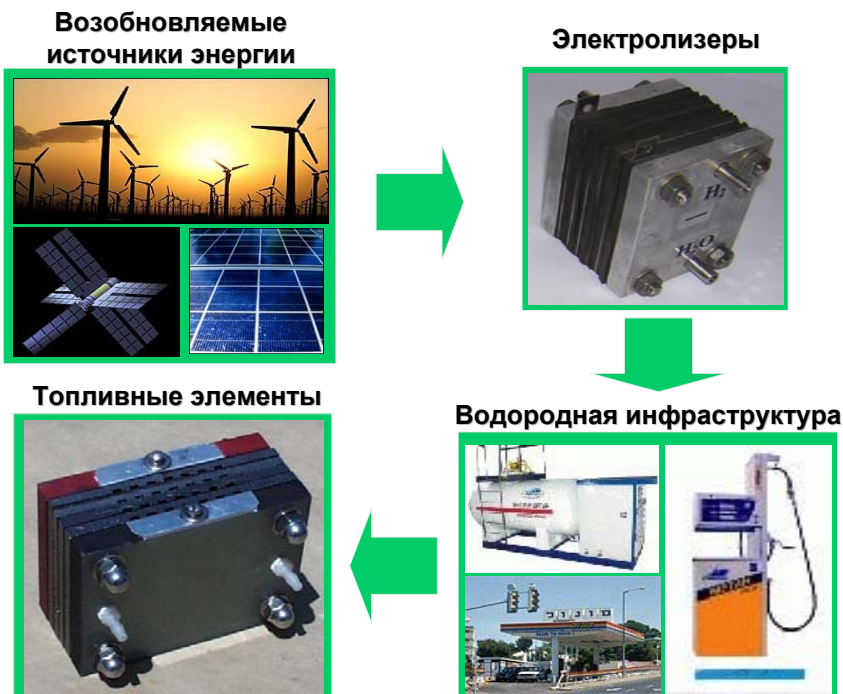 Возобновляемые
источники энергии
Электролизеры
H₂
H₂O
Топливные элементы
Водородная инфраструктура